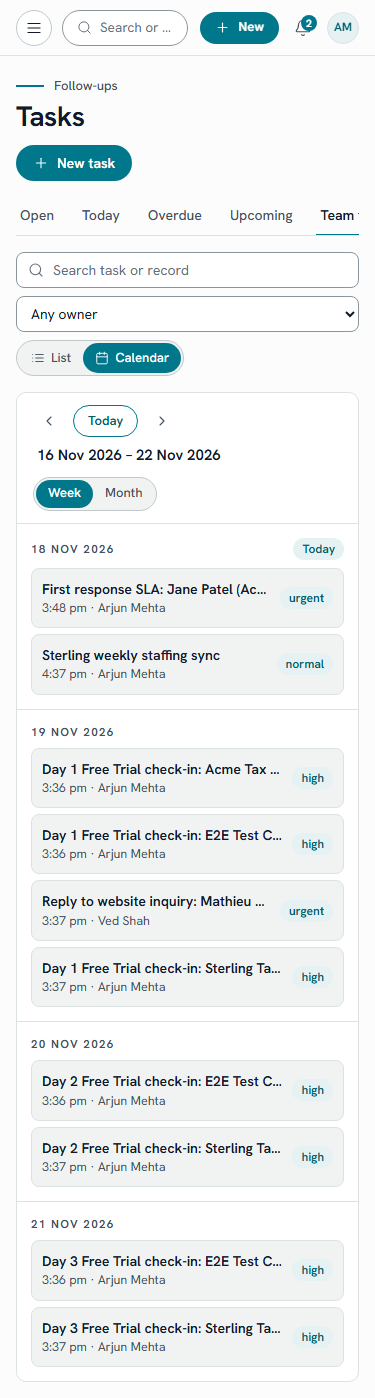 Search or ...
New
2
AM
Follow-ups
Tasks
New task
Open Today Overdue Upcoming Team
Search task or record
Any owner
List Calendar
Today
16 Nov 2026 – 22 Nov 2026
Week Month
18 NOV 2026 Today
First response SLA: Jane Patel (Ac... urgent
3:48 pm · Arjun Mehta
Sterling weekly staffing sync normal
4:37 pm · Arjun Mehta
19 NOV 2026
Day 1 Free Trial check-in: Acme Tax ... high
3:36 pm · Arjun Mehta
Day 1 Free Trial check-in: E2E Test C... high
3:36 pm · Arjun Mehta
Reply to website inquiry: Mathieu ... urgent
3:37 pm · Ved Shah
Day 1 Free Trial check-in: Sterling Ta... high
3:37 pm · Arjun Mehta
20 NOV 2026
Day 2 Free Trial check-in: E2E Test C... high
3:36 pm · Arjun Mehta
Day 2 Free Trial check-in: Sterling Ta... high
3:37 pm · Arjun Mehta
21 NOV 2026
Day 3 Free Trial check-in: E2E Test C... high
3:36 pm · Arjun Mehta
Day 3 Free Trial check-in: Sterling Ta... high
3:37 pm · Arjun Mehta